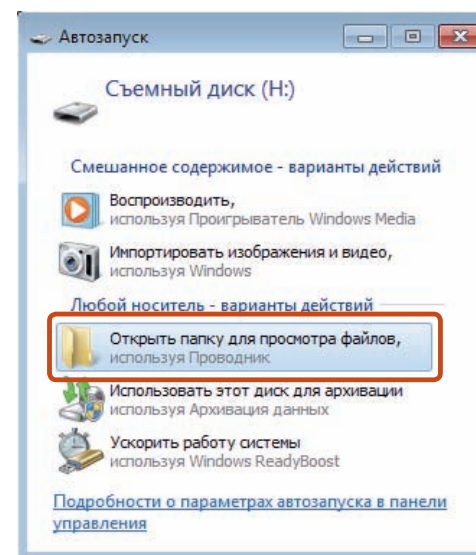 Автозапуск
Съемный диск (H:)
Смешанное содержимое - варианты действий
Воспроизводить,
используя Проигрыватель Windows Media
Импортировать изображения и видео,
используя Windows
Любой носитель - варианты действий
Открыть папку для просмотра файлов,
используя Проводник
Использовать этот диск для архивации
используя Архивация данных
Ускорить работу системы
используя Windows ReadyBoost
Подробности о параметрах автозапуска в панели
управления